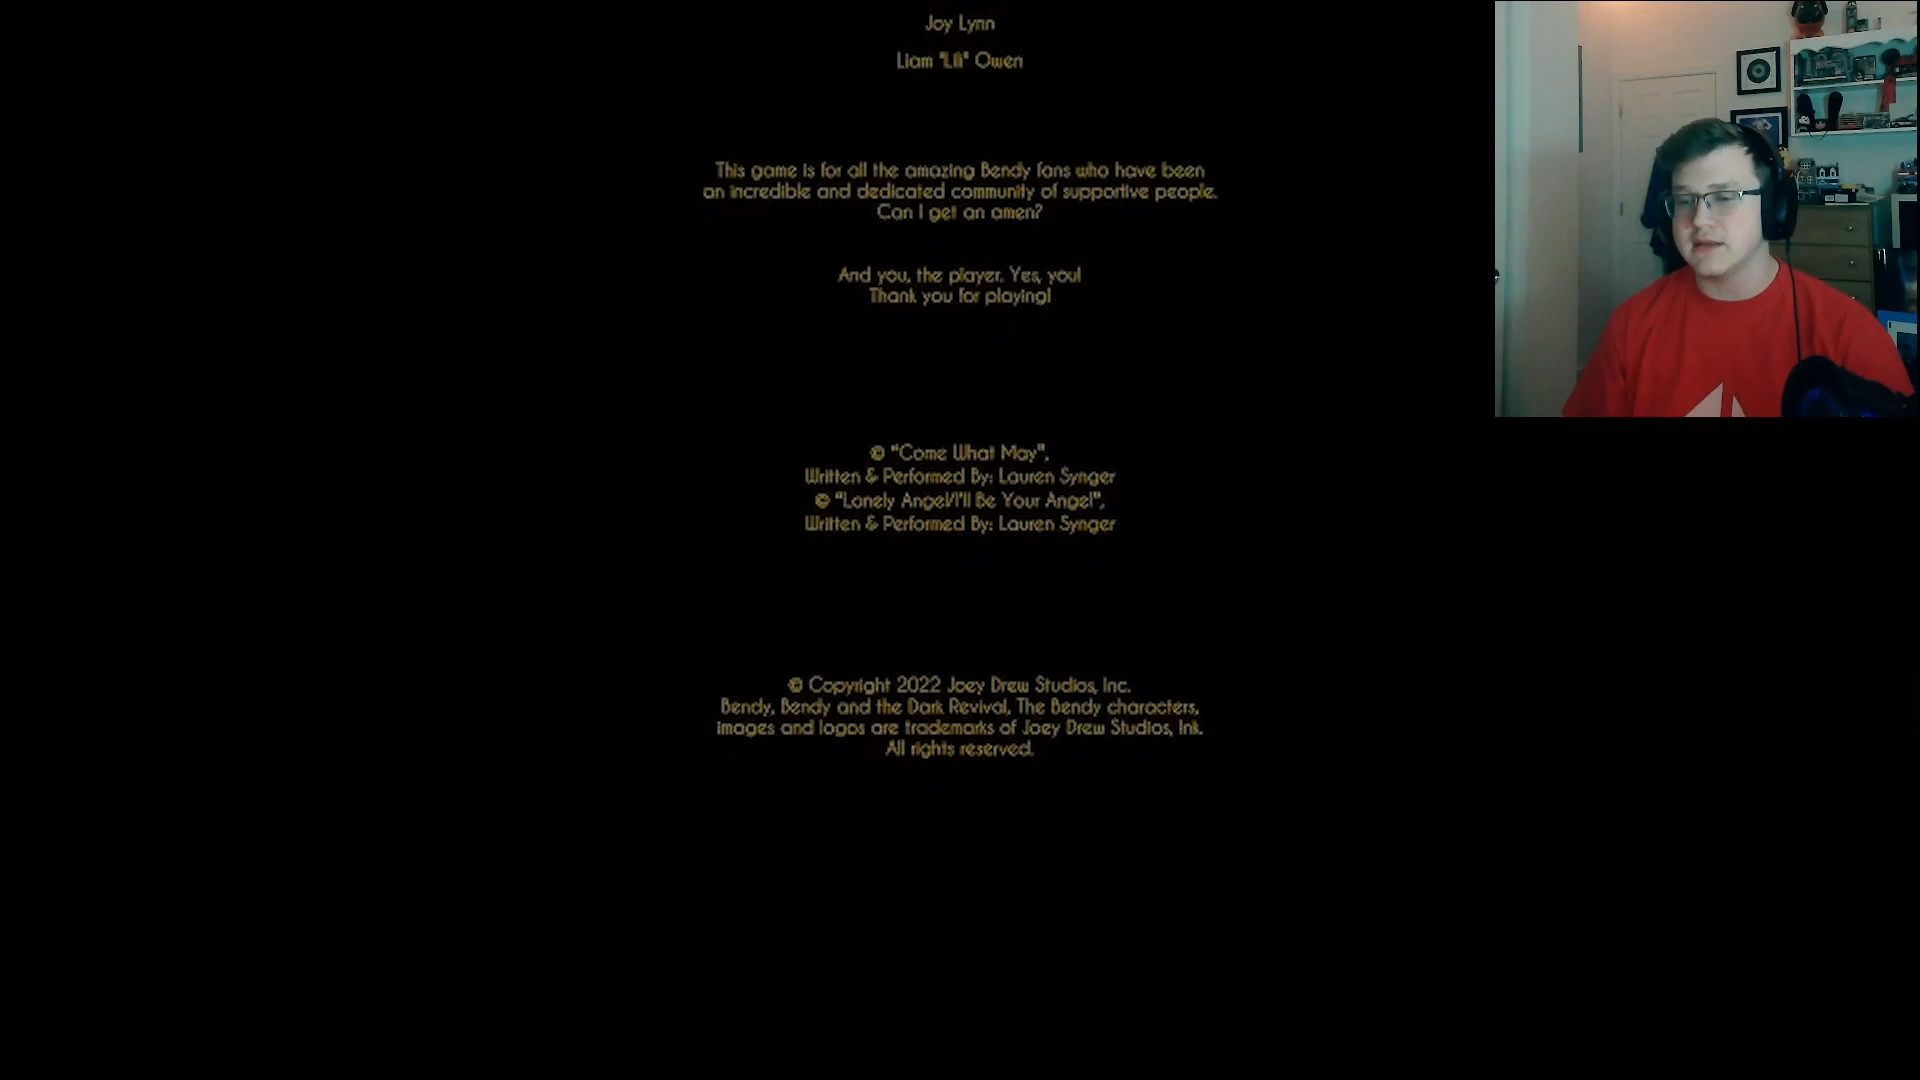 Joy Lynn
Liam "Lili" Owen
This game is for all the amazing Bendy fans who have been
an incredible and dedicated community of supportive people.
Can I get an amen?
And you, the player. Yes, you!
Thank you for playing!
© "Come What May",
Written & Performed By: Lauren Synger
© "Lonely Angel/I'll Be Your Angel",
Written & Performed By: Lauren Synger
© Copyright 2022 Joey Drew Studios, Inc.
Bendy, Bendy and the Dark Revival, The Bendy characters,
images and logos are trademarks of Joey Drew Studios, Ink.
All rights reserved.